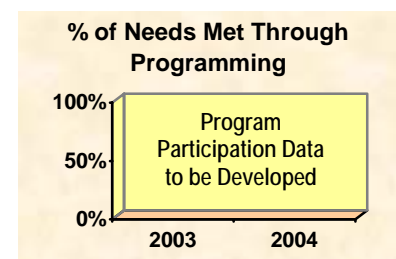 % of Needs Met Through
Programming
100%
Program
Participation Data
50%
to be Developed
0%
2003 2004